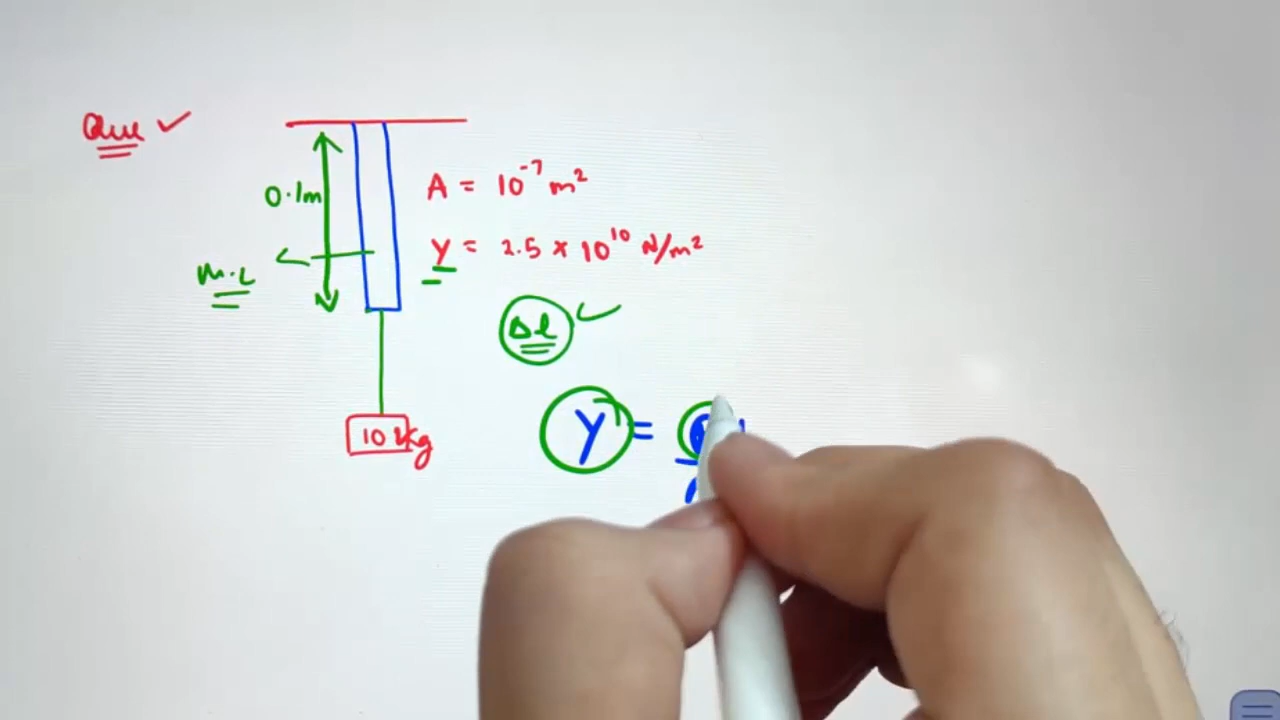 Que ✓
0.1m
A = 10⁻⁷ m²
Y = 2.5 × 10¹⁰ N/m²
m.c
Δl
Y =
10 kg